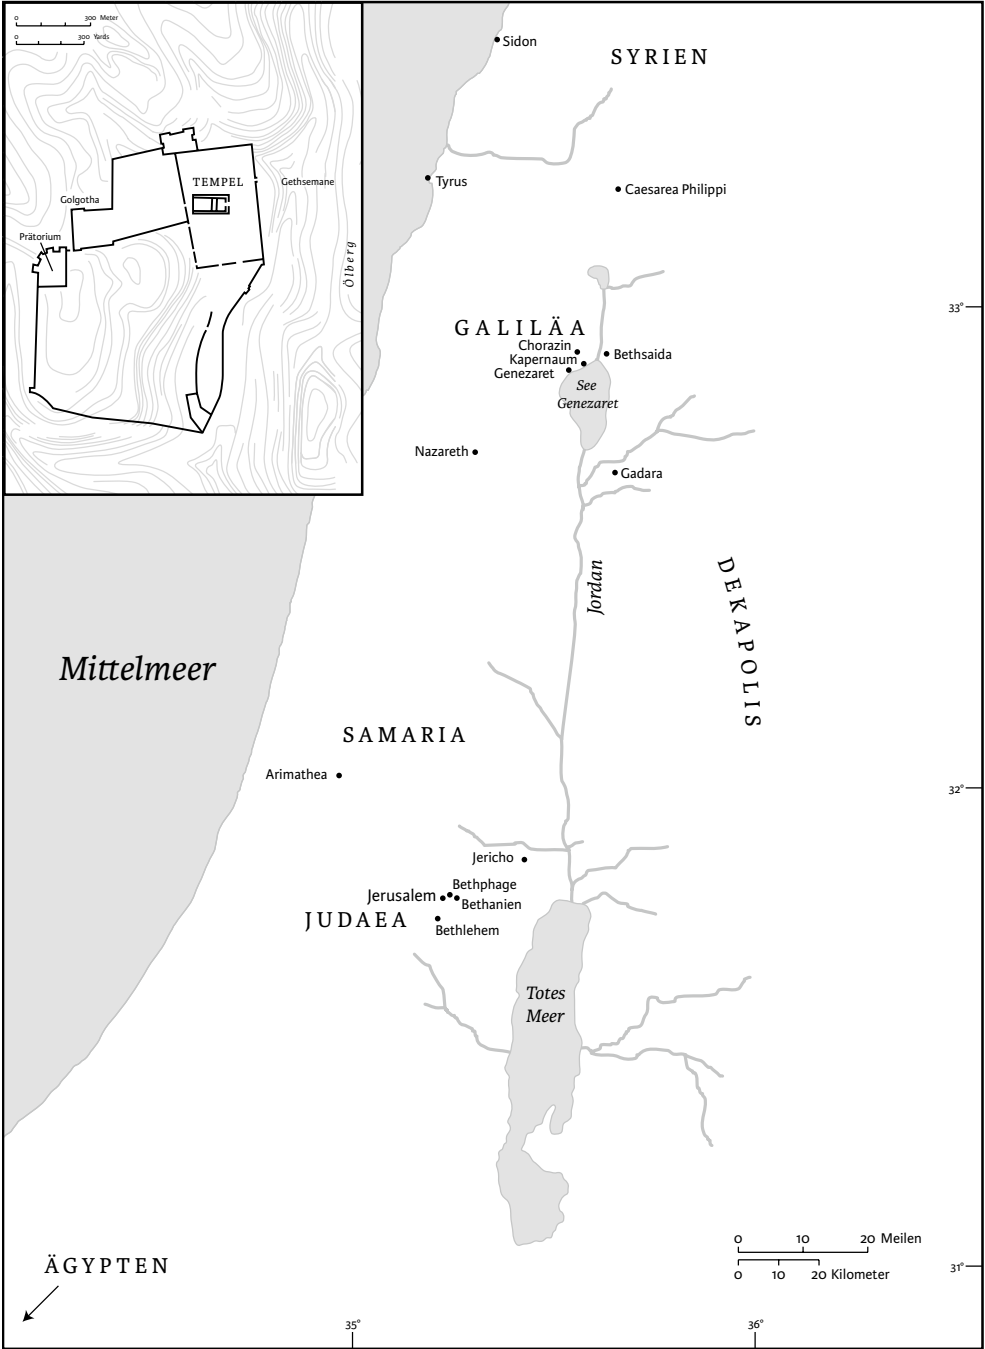 0 300 Meter
0 300 Yards
TEMPEL
Gethsemane
Golgotha
Prätorium
Ölberg
Sidon
SYRIEN
Tyrus
Caesarea Philippi
33°
GALILÄA
Chorazin
Kapernaum
Bethsaida
Genezaret
See
Genezaret
Nazareth
Gadara
Jordan
DEKAPOLIS
Mittelmeer
SAMARIA
Arimathea
32°
Jericho
Bethphage
Jerusalem
Bethanien
JUDAEA
Bethlehem
Totes
Meer
0 10 20 Meilen
0 10 20 Kilometer
ÄGYPTEN
31°
35° 36°